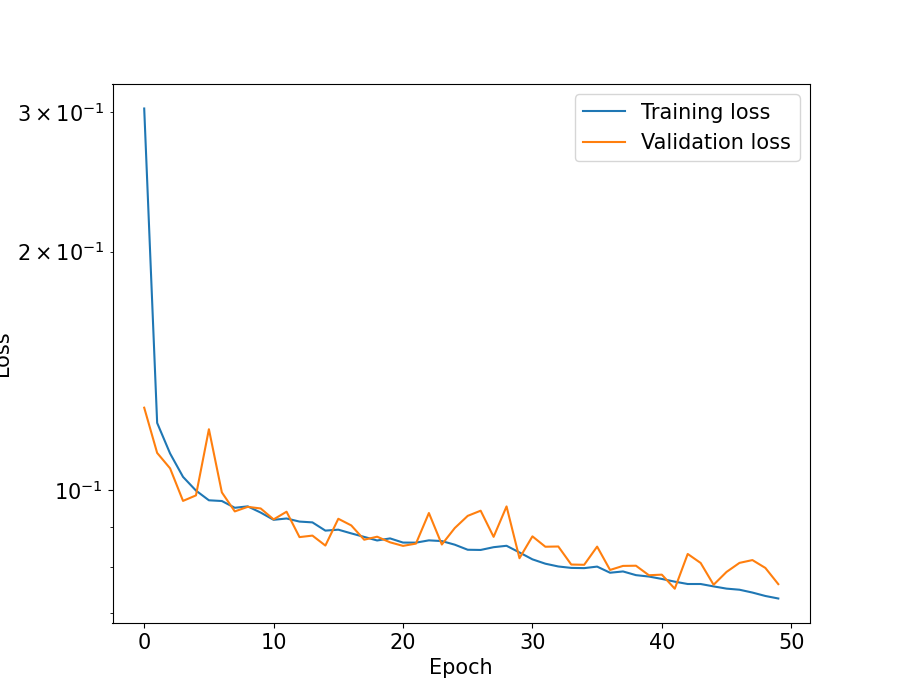 3 × 10⁻¹
2 × 10⁻¹
10⁻¹
Loss
Training loss
Validation loss
0 10 20 30 40 50
Epoch